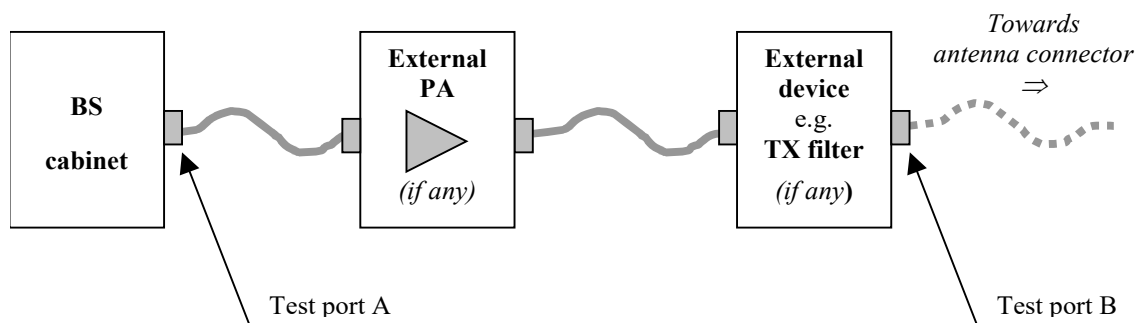 BS
cabinet
External
PA
(if any)
External
device
e.g.
TX filter
(if any)
Towards
antenna connector
⇒
Test port A
Test port B